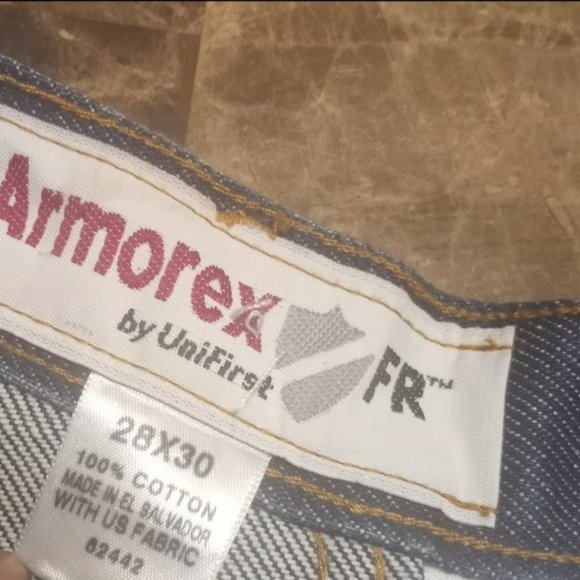 Armorex
by UniFirst
FR™
28X30
100% COTTON
MADE IN EL SALVADOR
WITH US FABRIC
62442